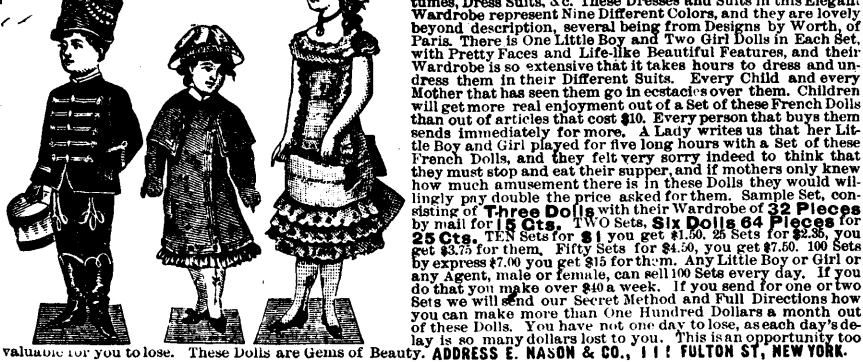 tumes, Dress Suits, &c. These Dresses and Suits in this Elegant
Wardrobe represent Nine Different Colors, and they are lovely
beyond description, several being from Designs by Worth, of
Paris. There is One Little Boy and Two Girl Dolls in Each Set,
with Pretty Faces and Life-like Beautiful Features, and their
Wardrobe is so extensive that it takes hours to dress and un-
dress them in their Different Suits. Every Child and every
Mother that has seen them go in ecstacies over them. Children
will get more real enjoyment out of a Set of these French Dolls
than out of articles that cost $10. Every person that buys them
sends immediately for more. A Lady writes us that her Lit-
tle Boy and Girl played for five long hours with a Set of these
French Dolls, and they felt very sorry indeed to think that
they must stop and eat their supper, and if mothers only knew
how much amusement there is in these Dolls they would wil-
lingly pay double the price asked for them. Sample Set, con-
sisting of Three Dolls with their Wardrobe of 32 Pieces
by mail for 15 Cts. TWO Sets, Six Dolls 64 Pieces for
25 Cts. TEN Sets for $1 you get $1.50. 25 Sets for $2.35, you
get $3.75 for them. Fifty Sets for $4.50, you get $7.50. 100 Sets
by express $7.00 you get $15 for them. Any Little Boy or Girl or
any Agent, male or female, can sell 100 Sets every day. If you
do that you make over $40 a week. If you send for one or two
Sets we will send our Secret Method and Full Directions how
you can make more than One Hundred Dollars a month out
of these Dolls. You have not one day to lose, as each day's de-
lay is so many dollars lost to you. This is an opportunity too
valuable for you to lose. These Dolls are Gems of Beauty. ADDRESS E. NASON & CO., 111 FULTON ST, NEW YORK.